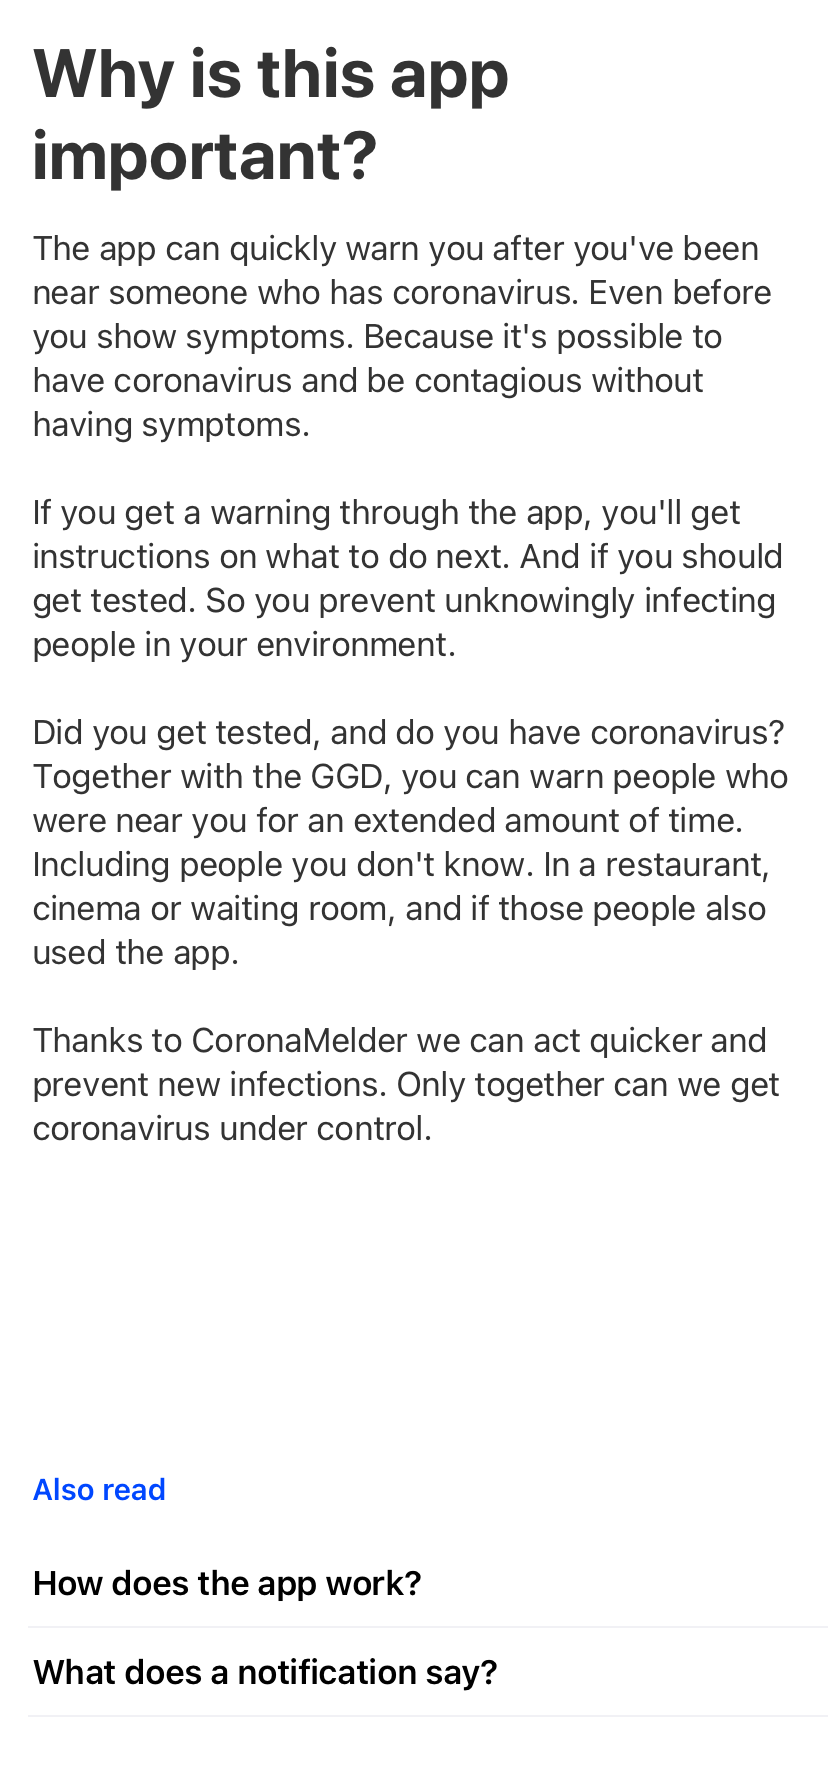 Why is this app
important?
The app can quickly warn you after you've been
near someone who has coronavirus. Even before
you show symptoms. Because it's possible to
have coronavirus and be contagious without
having symptoms.
If you get a warning through the app, you'll get
instructions on what to do next. And if you should
get tested. So you prevent unknowingly infecting
people in your environment.
Did you get tested, and do you have coronavirus?
Together with the GGD, you can warn people who
were near you for an extended amount of time.
Including people you don't know. In a restaurant,
cinema or waiting room, and if those people also
used the app.
Thanks to CoronaMelder we can act quicker and
prevent new infections. Only together can we get
coronavirus under control.
Also read
How does the app work?
What does a notification say?